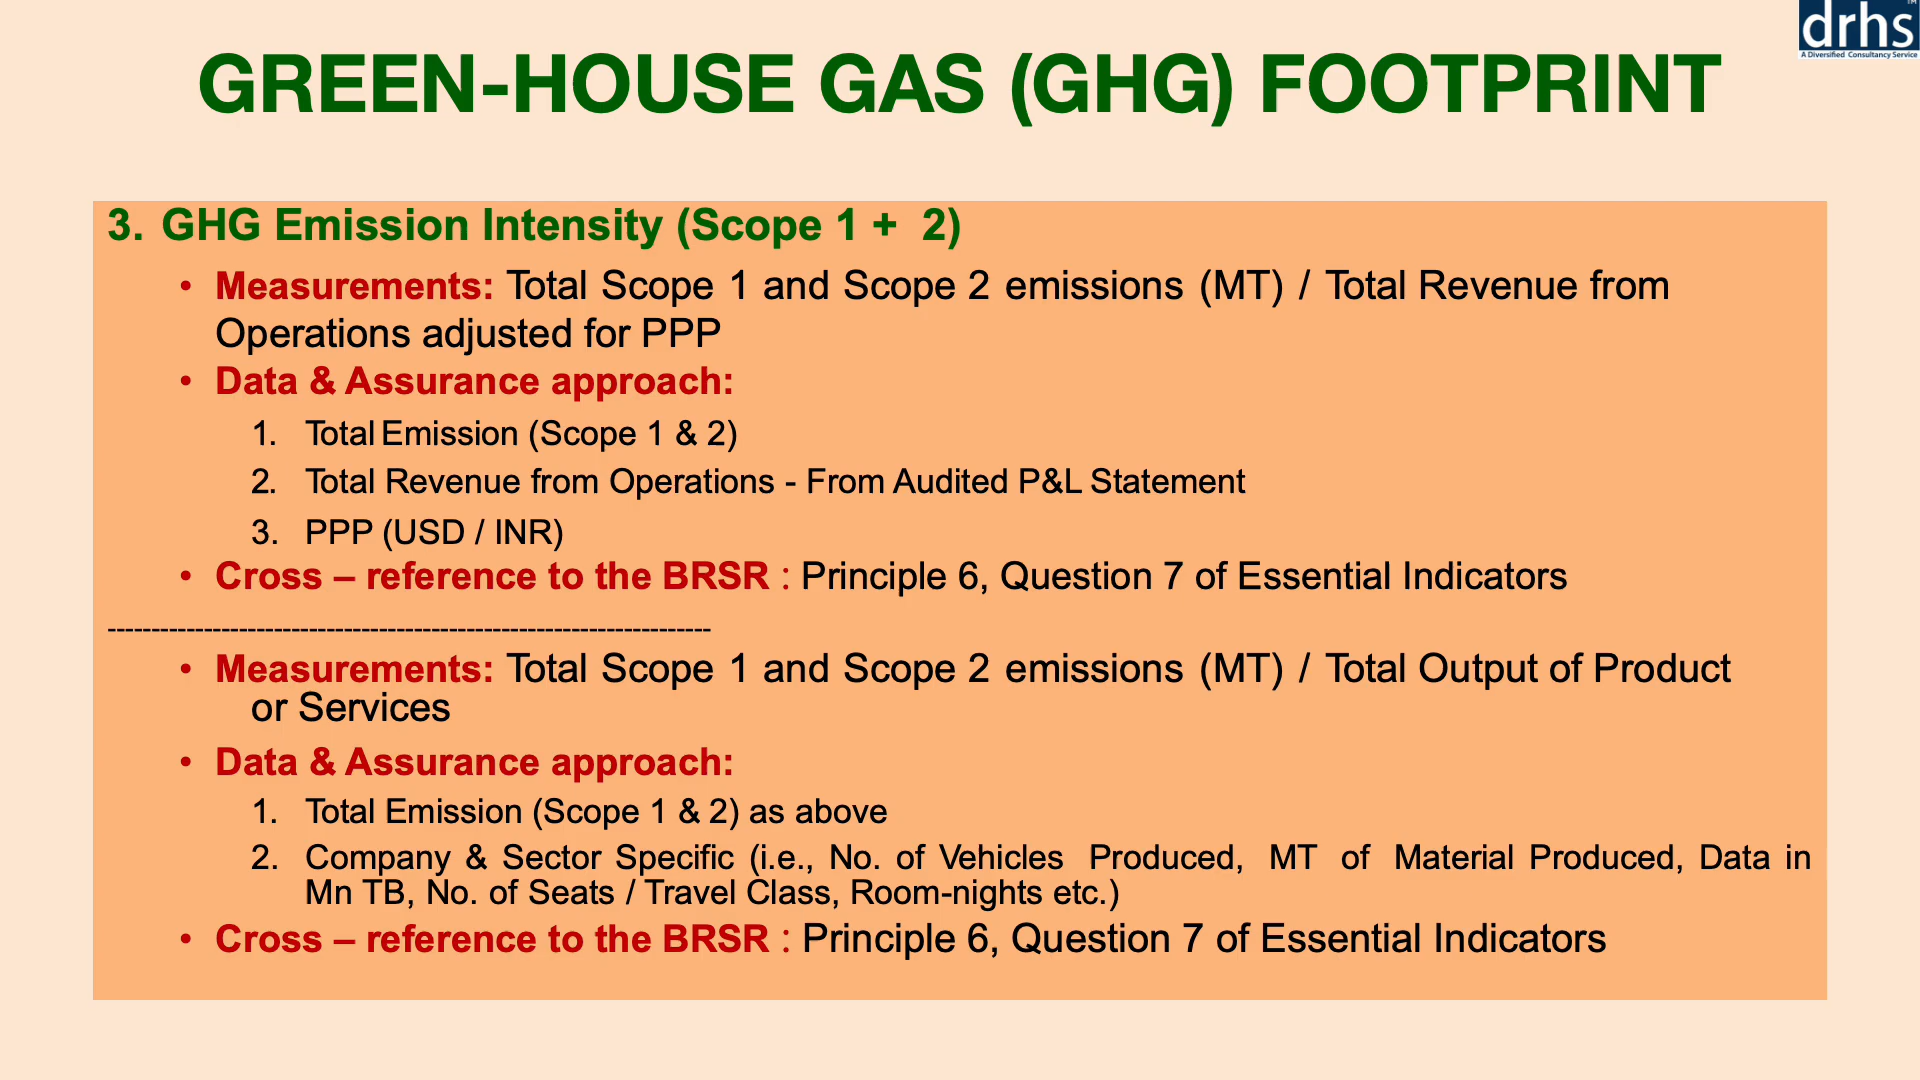 drhs
TM
A Diversified Consultancy Service
GREEN-HOUSE GAS (GHG) FOOTPRINT
3. GHG Emission Intensity (Scope 1 + 2)
• Measurements: Total Scope 1 and Scope 2 emissions (MT) / Total Revenue from
Operations adjusted for PPP
• Data & Assurance approach:
1. Total Emission (Scope 1 & 2)
2. Total Revenue from Operations - From Audited P&L Statement
3. PPP (USD / INR)
• Cross – reference to the BRSR : Principle 6, Question 7 of Essential Indicators
---------------------------------------------------------------------
• Measurements: Total Scope 1 and Scope 2 emissions (MT) / Total Output of Product
or Services
• Data & Assurance approach:
1. Total Emission (Scope 1 & 2) as above
2. Company & Sector Specific (i.e., No. of Vehicles Produced, MT of Material Produced, Data in
Mn TB, No. of Seats / Travel Class, Room-nights etc.)
• Cross – reference to the BRSR : Principle 6, Question 7 of Essential Indicators